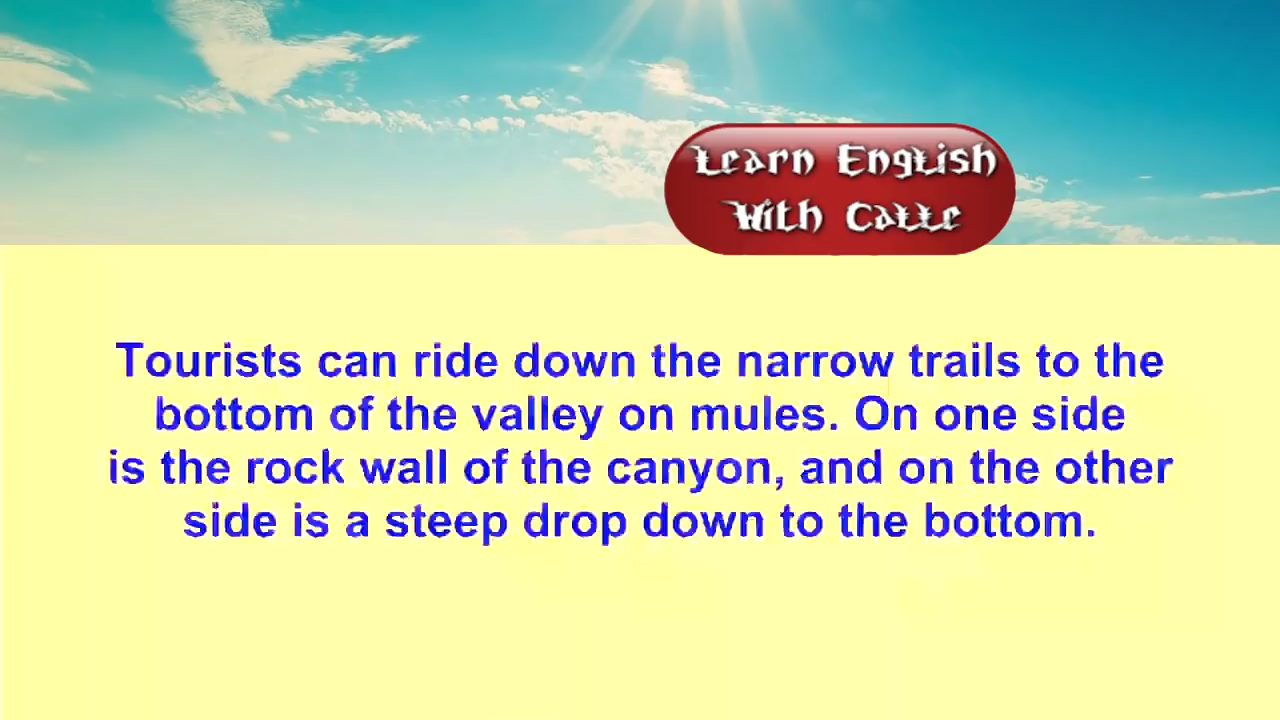 Learn English
With Calle
Tourists can ride down the narrow trails to the
bottom of the valley on mules. On one side
is the rock wall of the canyon, and on the other
side is a steep drop down to the bottom.